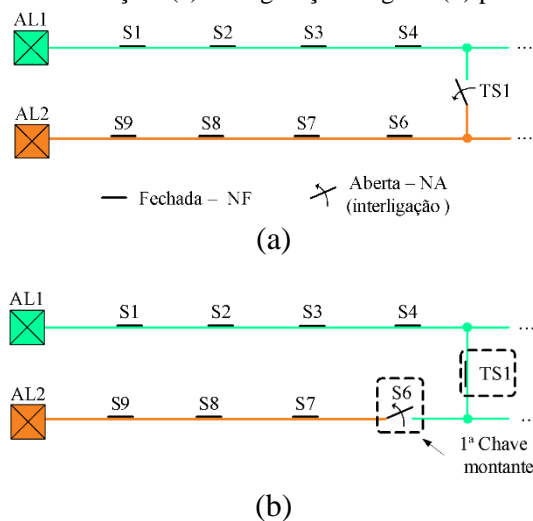 AL1 S1 S2 S3 S4 ...
TS1
AL2 S9 S8 S7 S6 ...
Fechada – NF
Aberta – NA
(interligação )
(a)
AL1 S1 S2 S3 S4 ...
TS1
AL2 S9 S8 S7 S6 ...
1ª Chave
montante
(b)